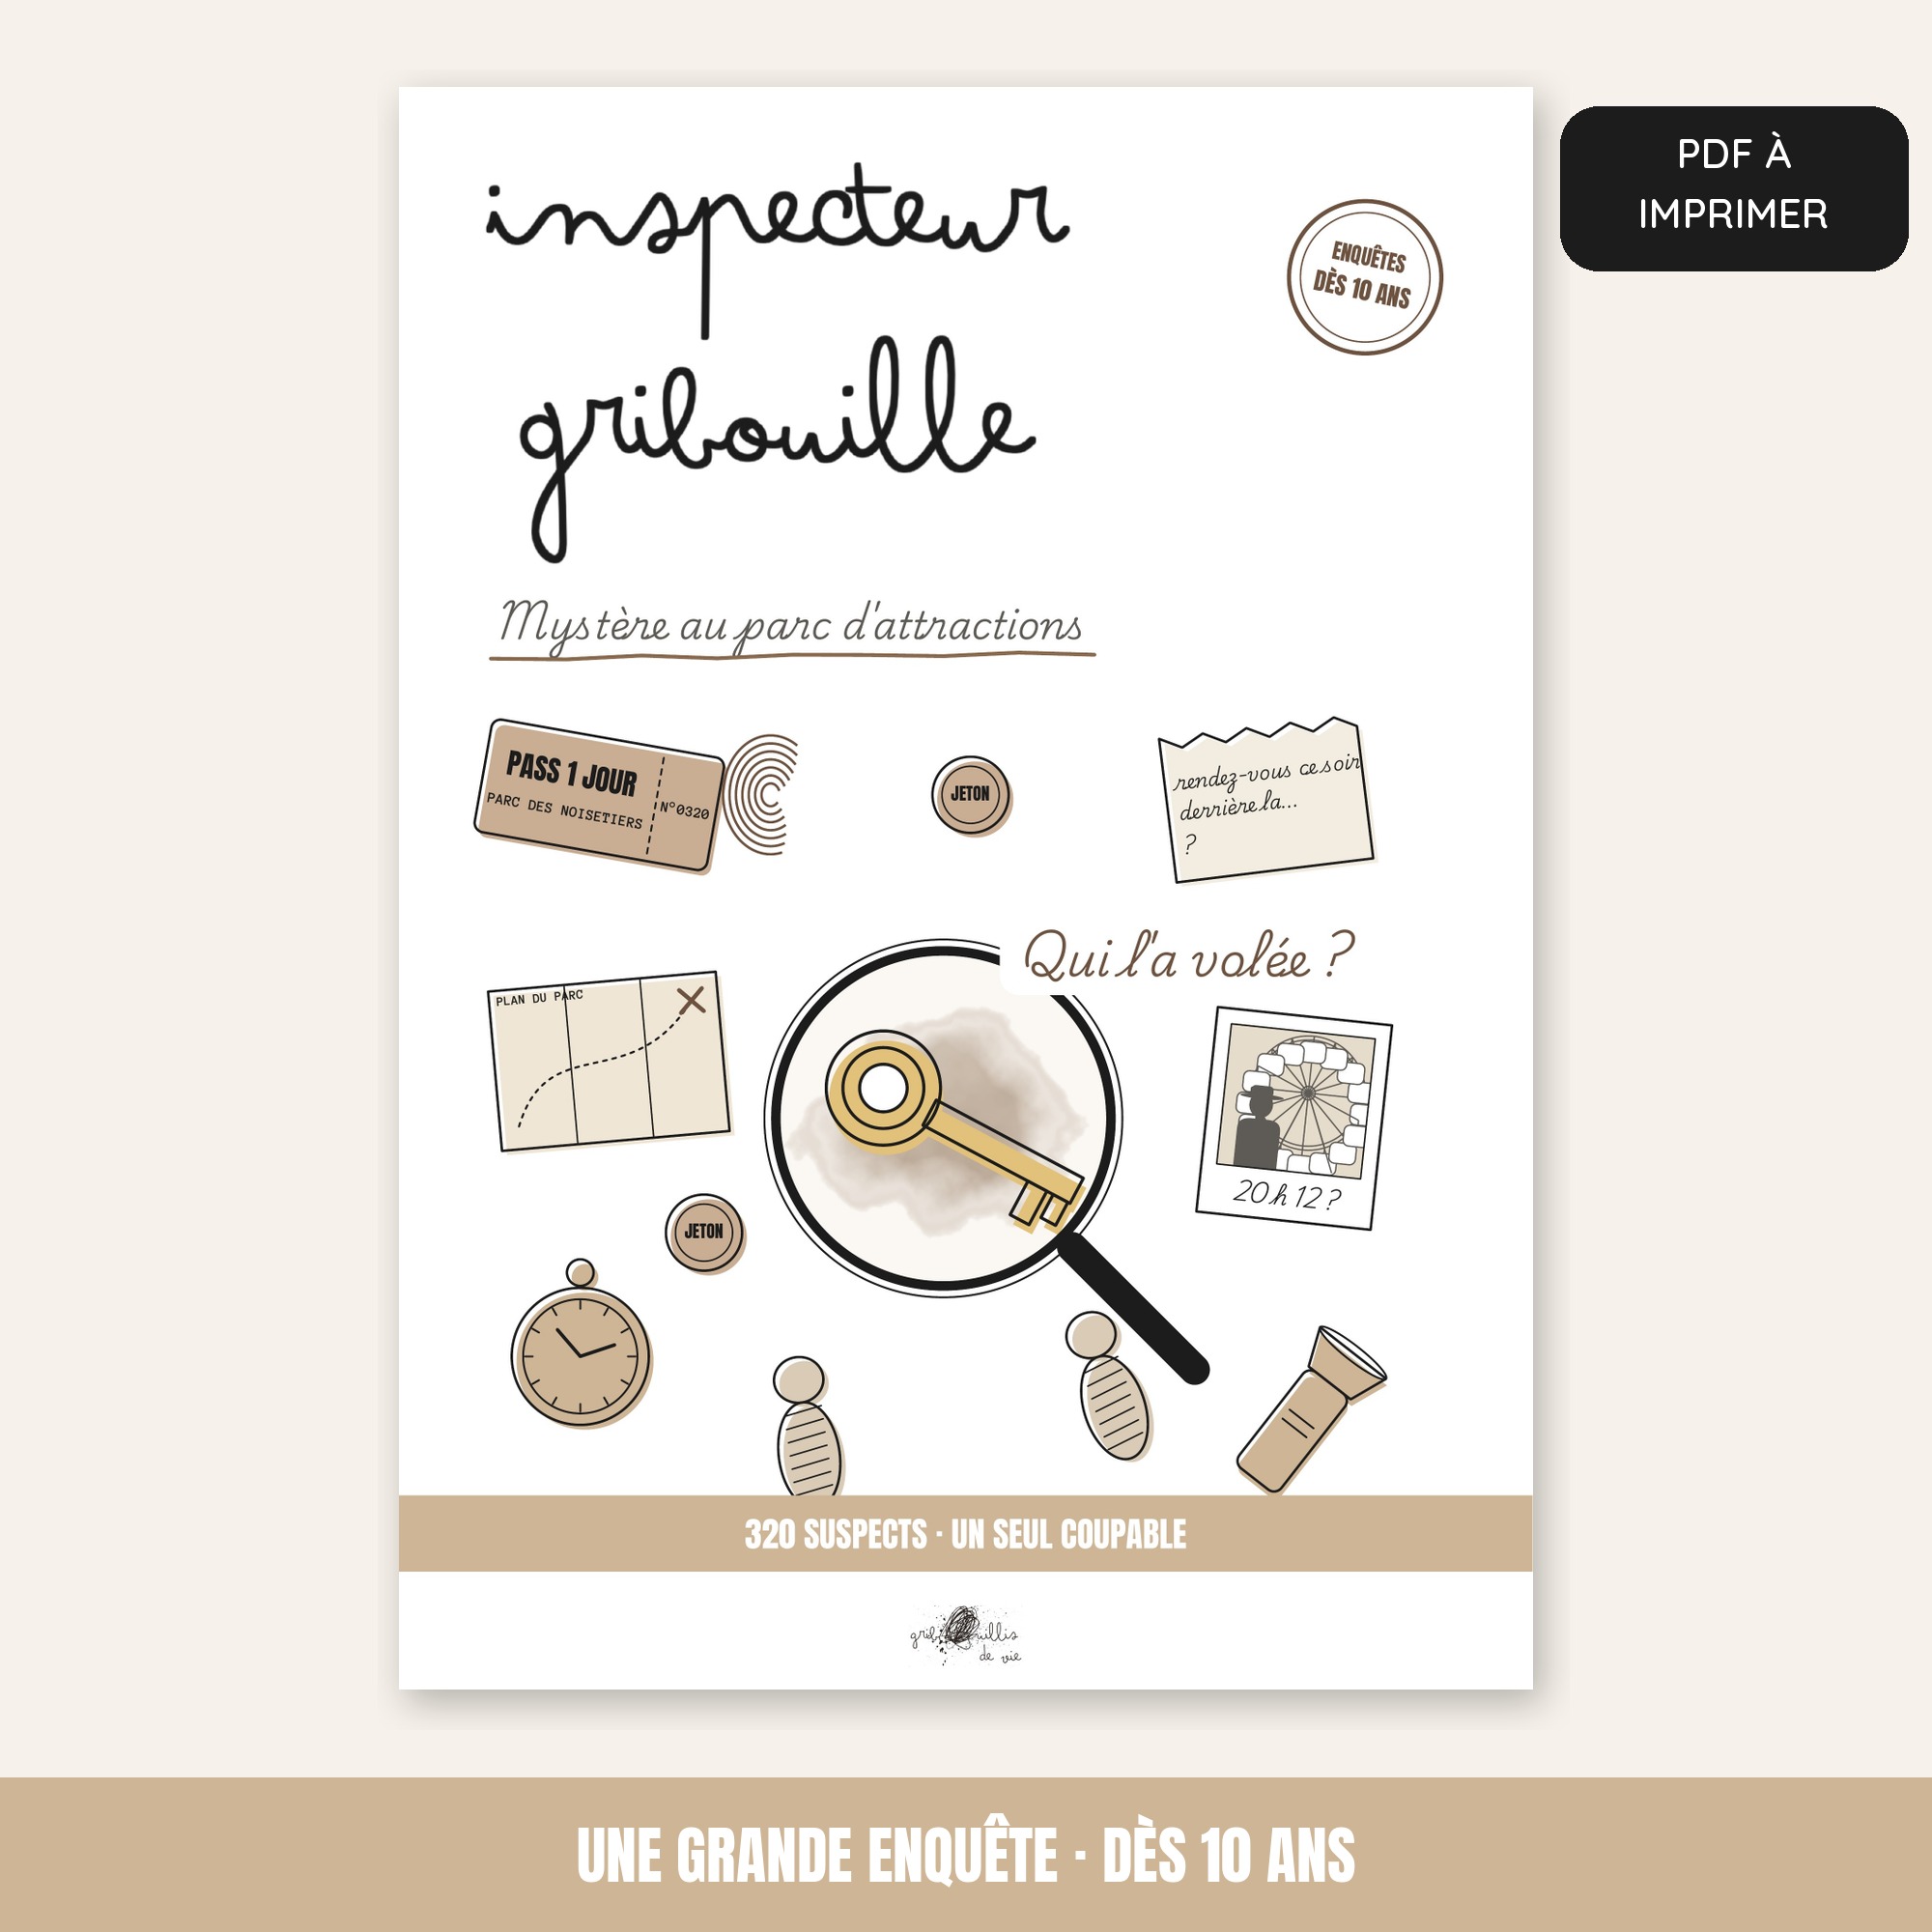 PDF À
IMPRIMER
inspecteur
gribouille
ENQUÊTES
DÈS 10 ANS
Mystère au parc d'attractions
PASS 1 JOUR
PARC DES NOISETIERS
N°0320
JETON
rendez-vous ce soir
derrière la...
?
Qui l'a volée ?
PLAN DU PARC
20h12?
JETON
320 SUSPECTS · UN SEUL COUPABLE
de vie
UNE GRANDE ENQUÊTE · DÈS 10 ANS